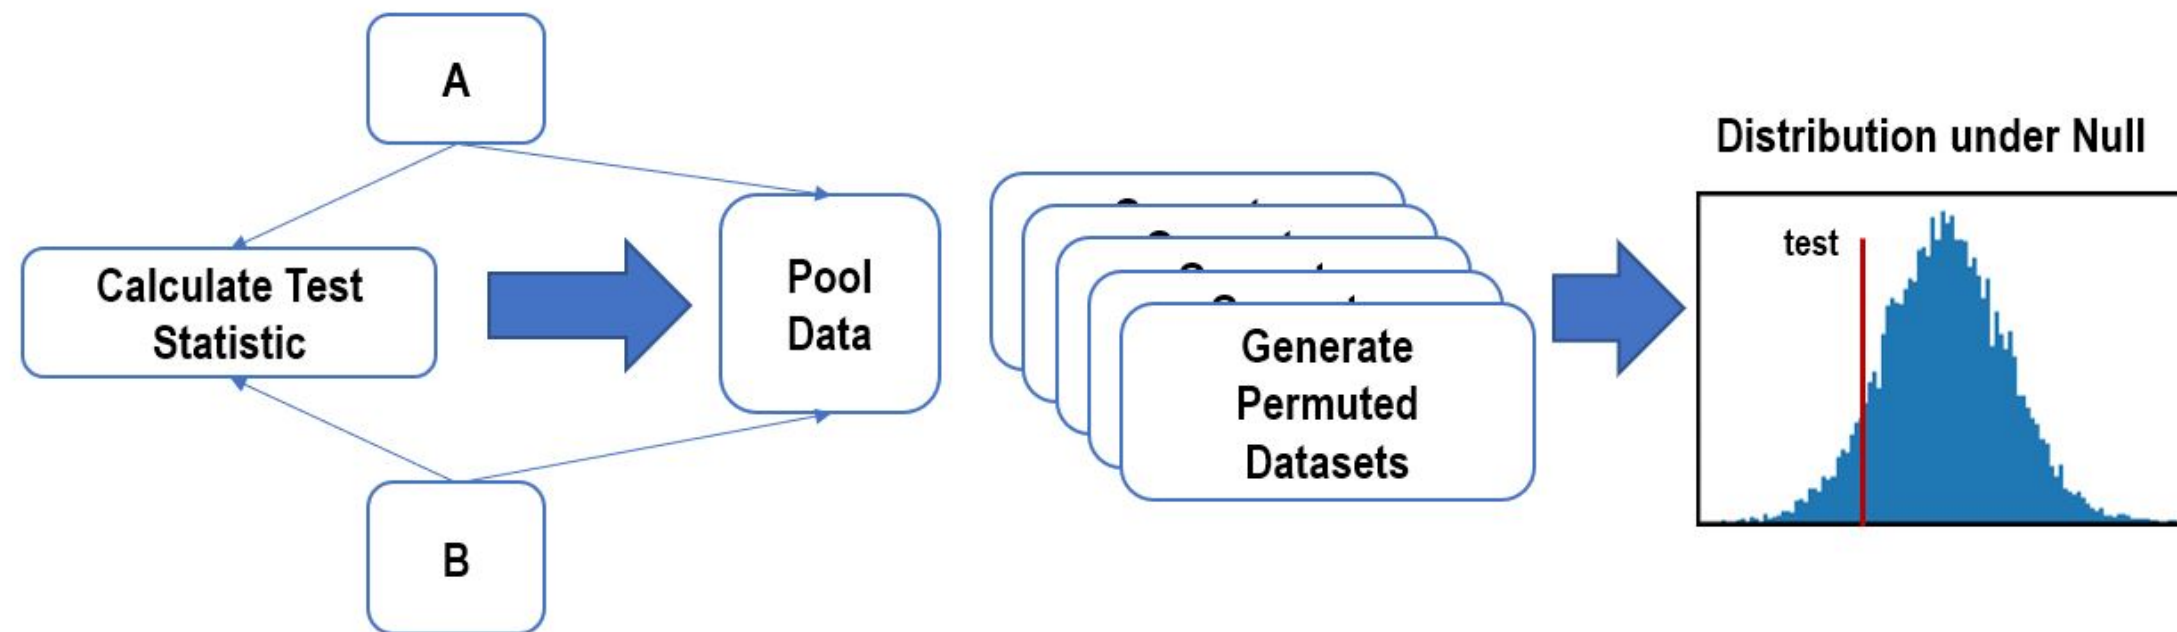 A
Distribution under Null
test
Calculate Test
Statistic
Pool
Data
Generate
Permuted
Datasets
B